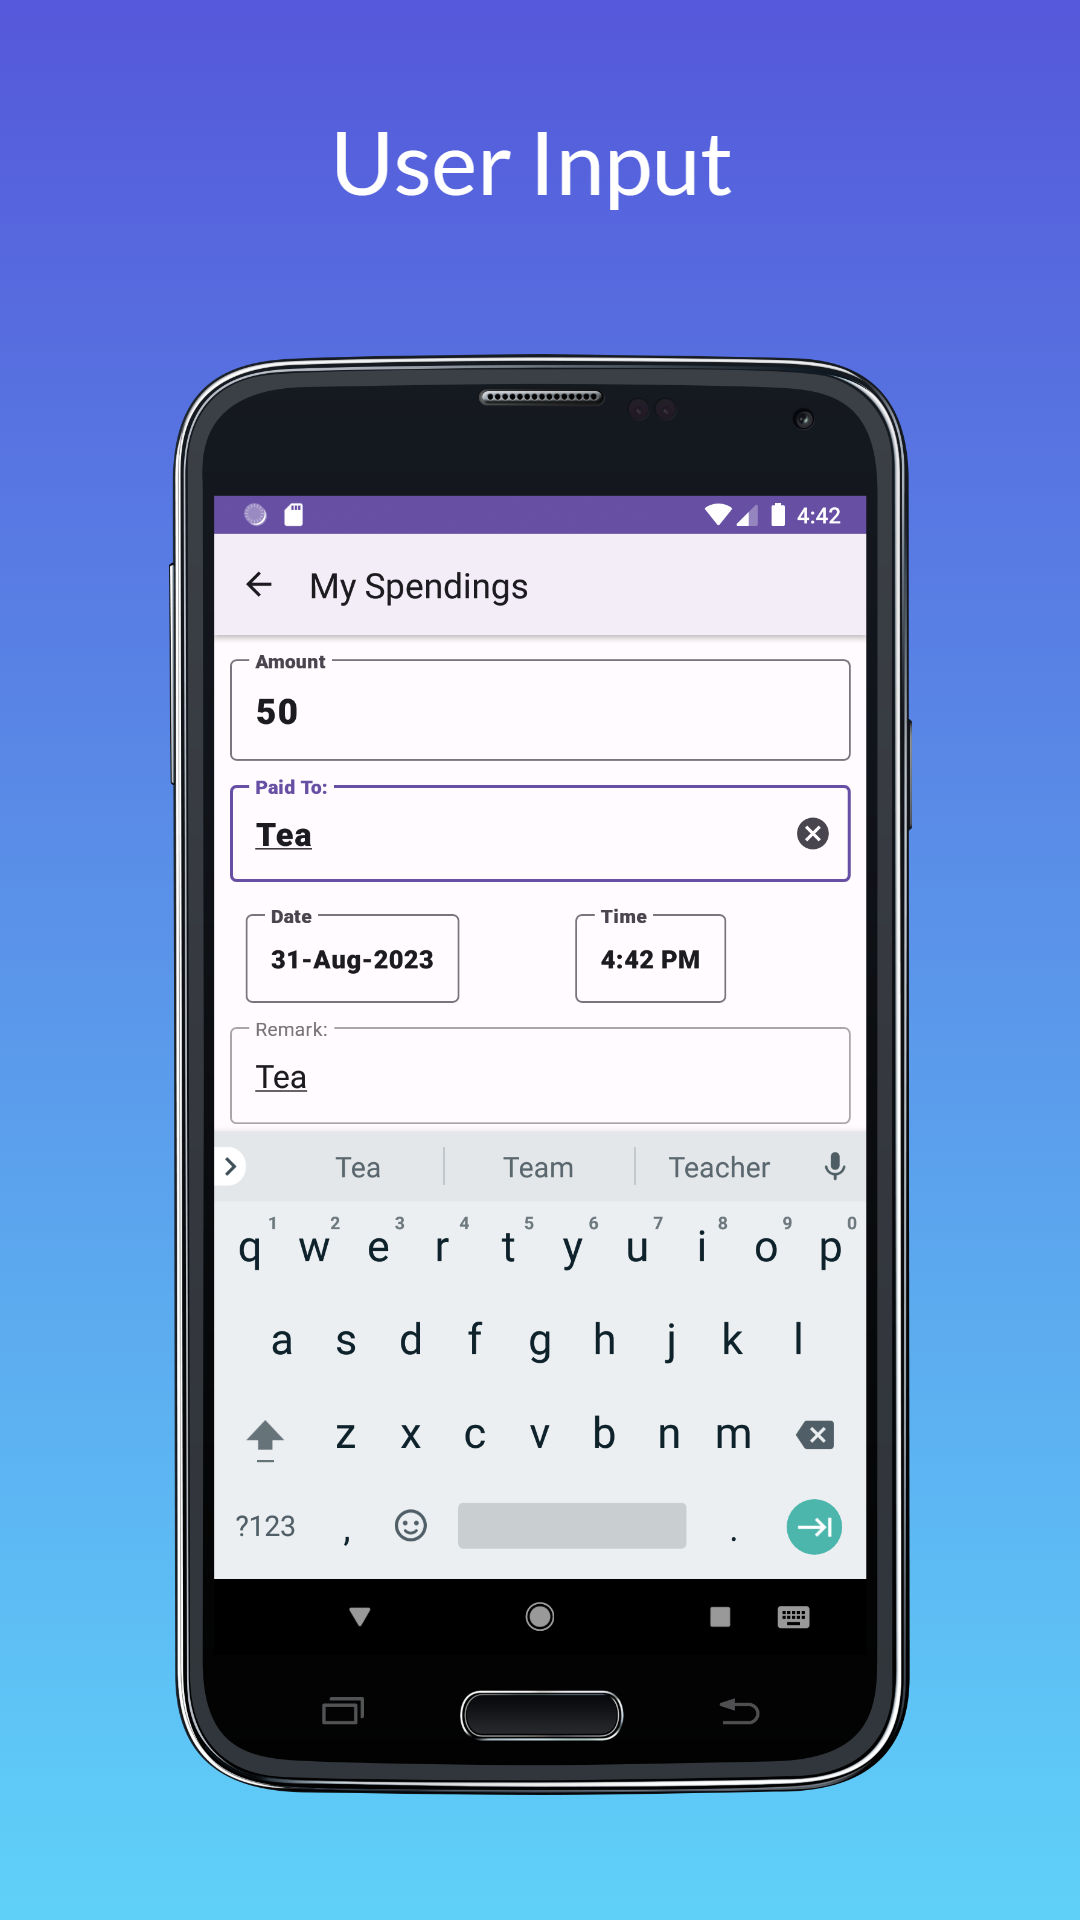 User Input
4:42
My Spendings
Amount
50
Paid To:
Tea
Date
Time
31-Aug-2023
4:42 PM
Remark:
Tea
Tea Team Teacher
1 2 3 4 5 6 7 8 9 0
q w e r t y u i o p
a s d f g h j k l
z x c v b n m
?123 , .